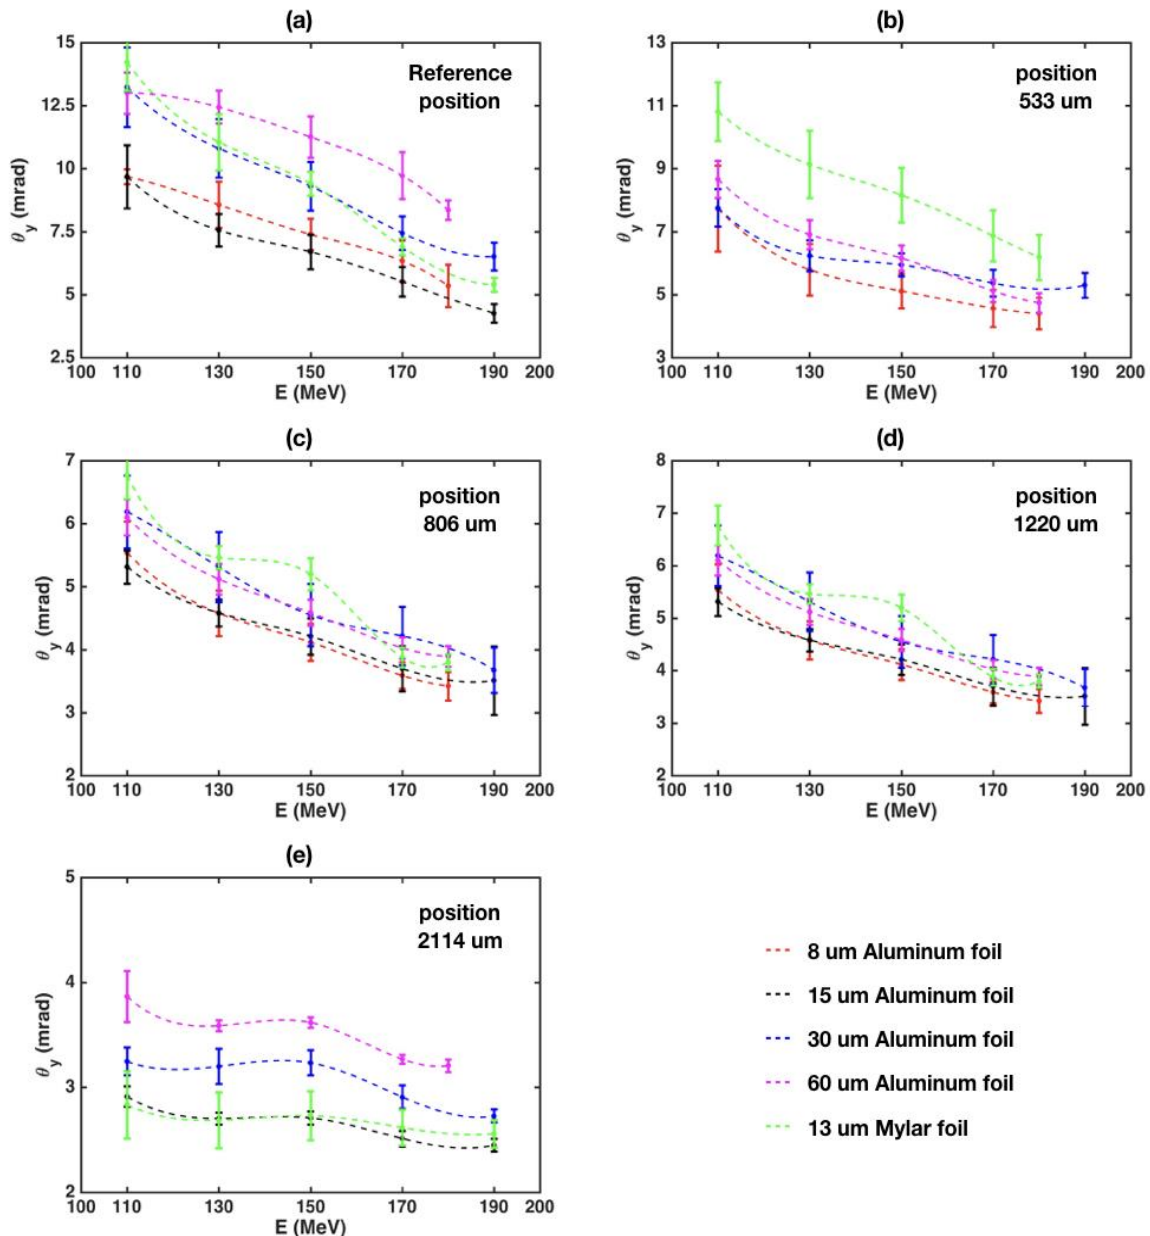 (a)
15
12.5
10
7.5
5
2.5
θy (mrad)
Reference
position
100 110 130 150 170 190 200
E (MeV)
(b)
13
11
9
7
5
3
θy (mrad)
position
533 um
100 110 130 150 170 190 200
E (MeV)
(c)
7
6
5
4
3
2
θy (mrad)
position
806 um
100 110 130 150 170 190 200
E (MeV)
(d)
8
7
6
5
4
3
2
θy (mrad)
position
1220 um
100 110 130 150 170 190 200
E (MeV)
(e)
5
4
3
2
θy (mrad)
position
2114 um
100 110 130 150 170 190 200
E (MeV)
8 um Aluminum foil
15 um Aluminum foil
30 um Aluminum foil
60 um Aluminum foil
13 um Mylar foil